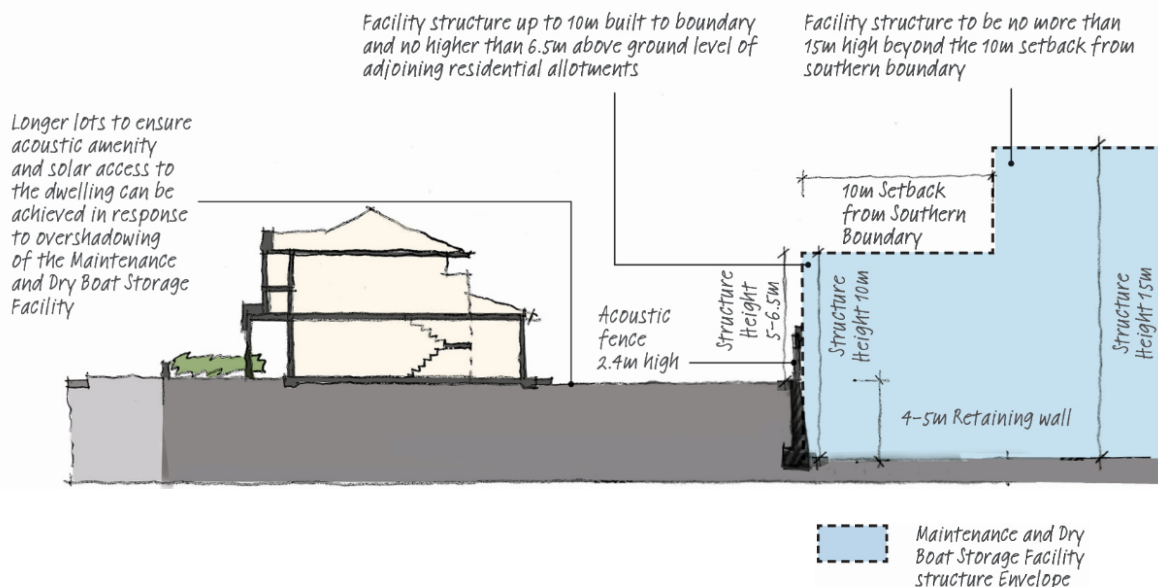 Facility structure up to 10m built to boundary
and no higher than 6.5m above ground level of
adjoining residential allotments
Facility structure to be no more than
15m high beyond the 10m setback from
southern boundary
Longer lots to ensure
acoustic amenity
and solar access to
the dwelling can be
achieved in response
to overshadowing
of the Maintenance
and Dry Boat Storage
Facility
10m Setback
from Southern
Boundary
Acoustic
fence
2.4m high
Structure
Height
5-6.5m
Structure
Height 10m
Structure
Height 15m
4-5m Retaining wall
Maintenance and Dry
Boat Storage Facility
structure Envelope